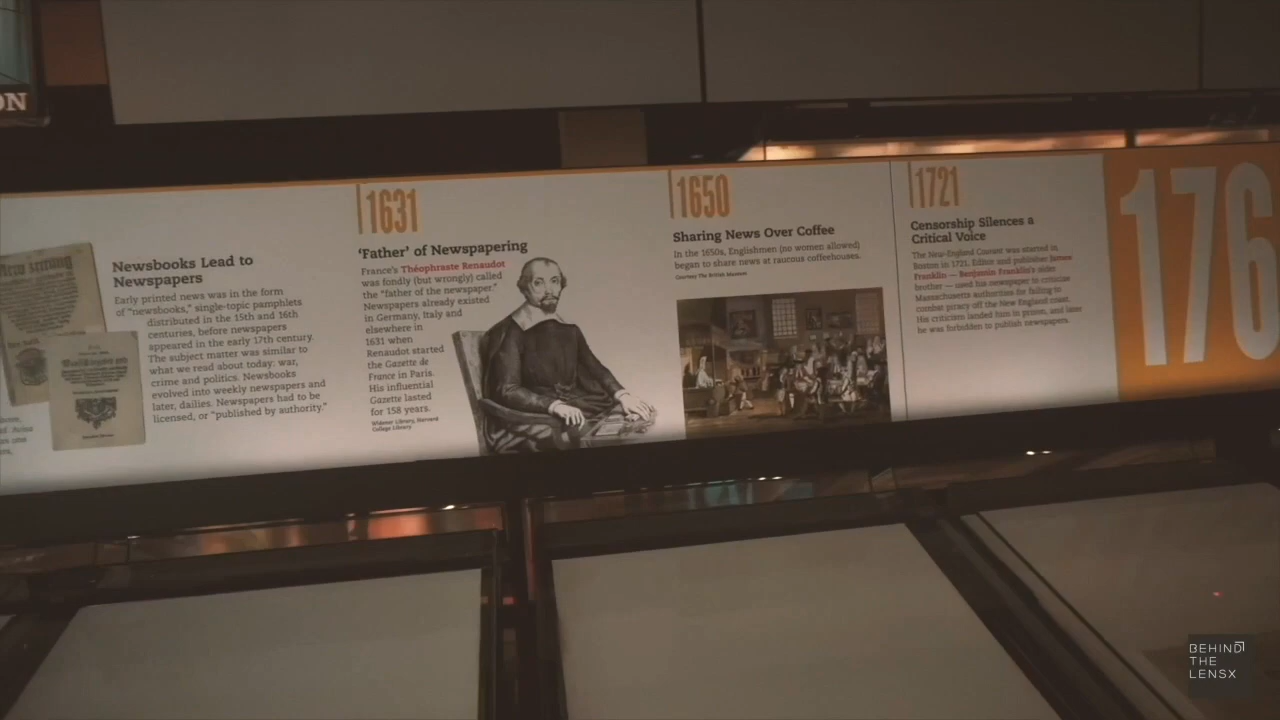 ON
Newsbooks Lead to
Newspapers
Early printed news was in the form
of "newsbooks," single-topic pamphlets
distributed in the 15th and 16th
centuries, before newspapers
appeared in the early 17th century.
The subject matter was similar to
what we read about today: war,
crime and politics. Newsbooks
evolved into weekly newspapers and
later, dailies. Newspapers had to be
licensed, or "published by authority."
1631
'Father' of Newspapering
France's Théophraste Renaudot
was fondly (but wrongly) called
the "father of the newspaper."
Newspapers already existed
in Germany, Italy and
elsewhere in
1631 when
Renaudot started
the Gazette de
France in Paris.
His influential
Gazette lasted
for 158 years.
Widener Library, Harvard
College Library
1650
Sharing News Over Coffee
In the 1650s, Englishmen (no women allowed)
began to share news at raucous coffeehouses.
Courtesy The British Museum
1721
Censorship Silences a
Critical Voice
The New-England Courant was started in
Boston in 1721. Editor and publisher James
Franklin — Benjamin Franklin's older
brother — used his newspaper to criticize
Massachusetts authorities for failing to
combat piracy off the New England coast.
His criticism landed him in prison, and later
he was forbidden to publish newspapers.
176
BEHIND
THE
LENSX